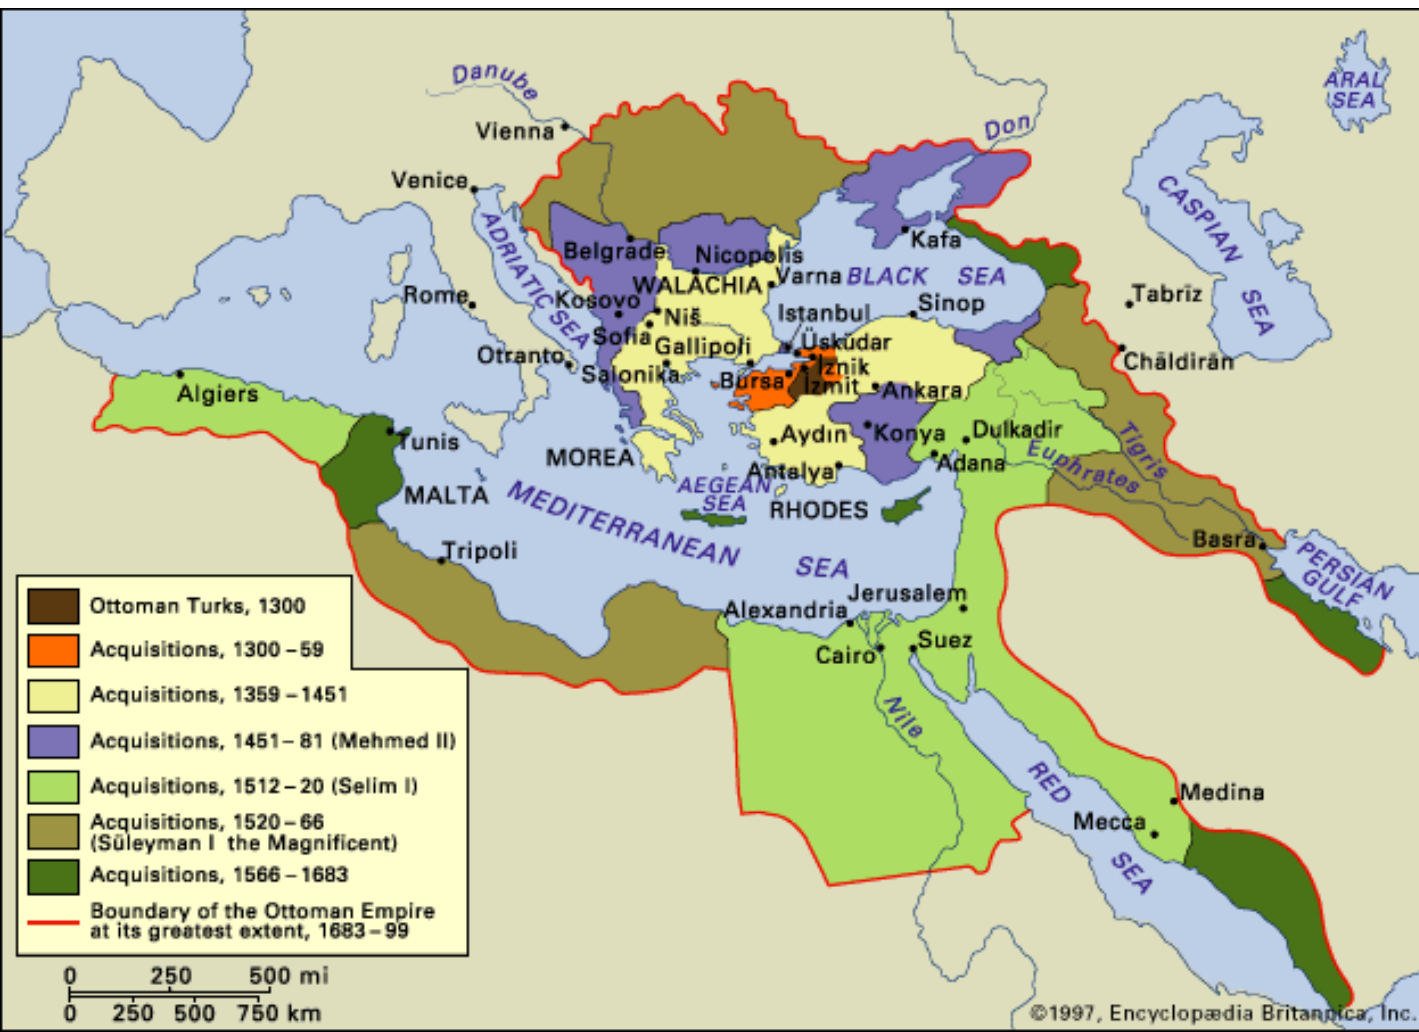 Danube
Vienna
Don
ARAL
SEA
Venice
CASPIAN
SEA
ADRIATIC SEA
Belgrade
Kafa
Nicopolis
Varna
BLACK SEA
WALACHIA
Rome
Kosovo
Sinop
Tabrīz
Niš
Istanbul
Sofia
Üsküdar
Gallipoli
Otranto
Chāldirān
Salonika
İznik
Bursa
İzmit
Ankara
Algiers
Aydın
Konya
Dulkadir
Tunis
Tigris
MOREA
Antalya
Adana
Euphrates
MALTA
AEGEAN
SEA
RHODES
MEDITERRANEAN
SEA
Basra
Tripoli
PERSIAN
GULF
Jerusalem
Alexandria
Suez
Cairo
Nile
RED
SEA
Medina
Mecca
Ottoman Turks, 1300
Acquisitions, 1300–59
Acquisitions, 1359–1451
Acquisitions, 1451–81 (Mehmed II)
Acquisitions, 1512–20 (Selim I)
Acquisitions, 1520–66
(Süleyman I the Magnificent)
Acquisitions, 1566–1683
Boundary of the Ottoman Empire
at its greatest extent, 1683–99
0 250 500 mi
0 250 500 750 km
©1997, Encyclopædia Britannica, Inc.